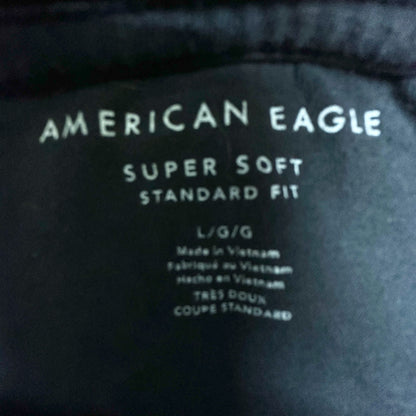 AMERICAN EAGLE
SUPER SOFT
STANDARD FIT
L/G/G
Made in Vietnam
Fabriqué au Vietnam
Hecho en Vietnam
TRÈS DOUX
COUPE STANDARD